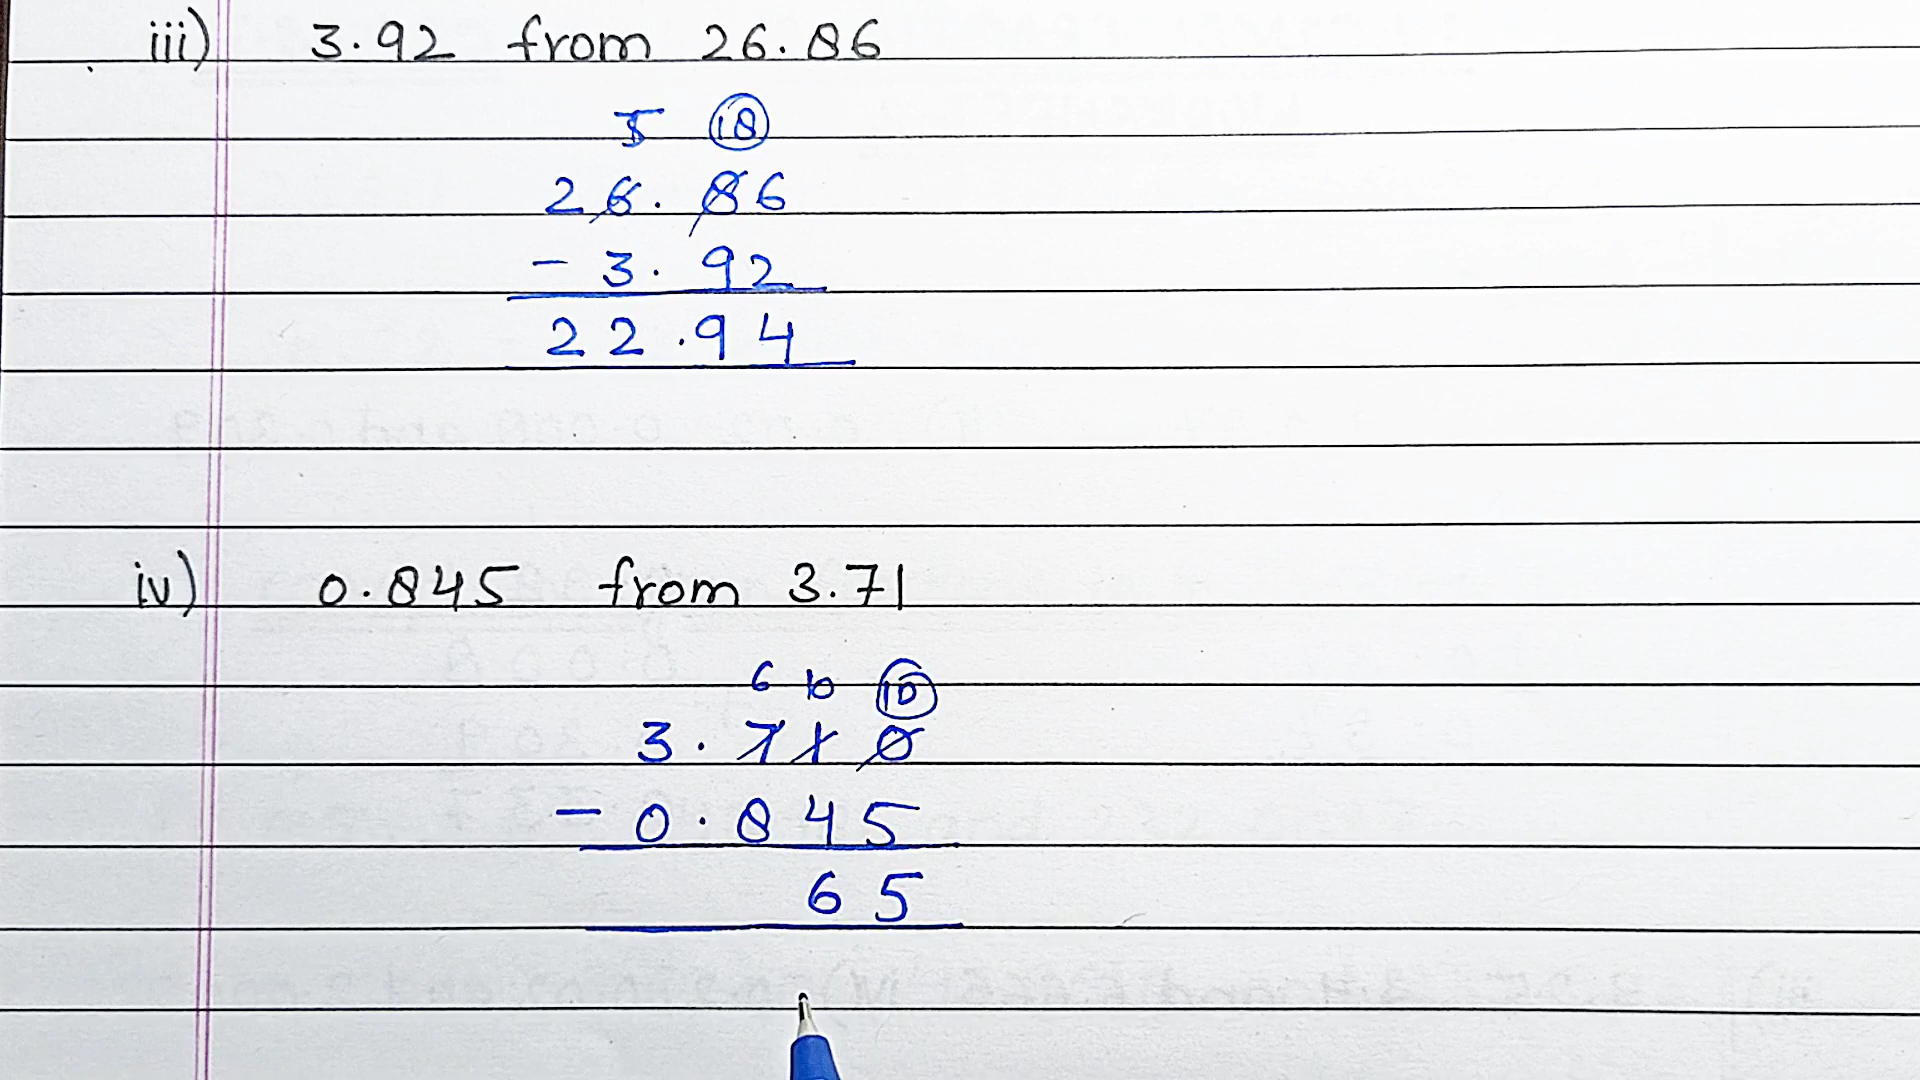 iii) 3.92 from 26.86
5 18
26.86
- 3.92
22.94
iv) 0.845 from 3.71
6 10 10
3.710
- 0.845
65